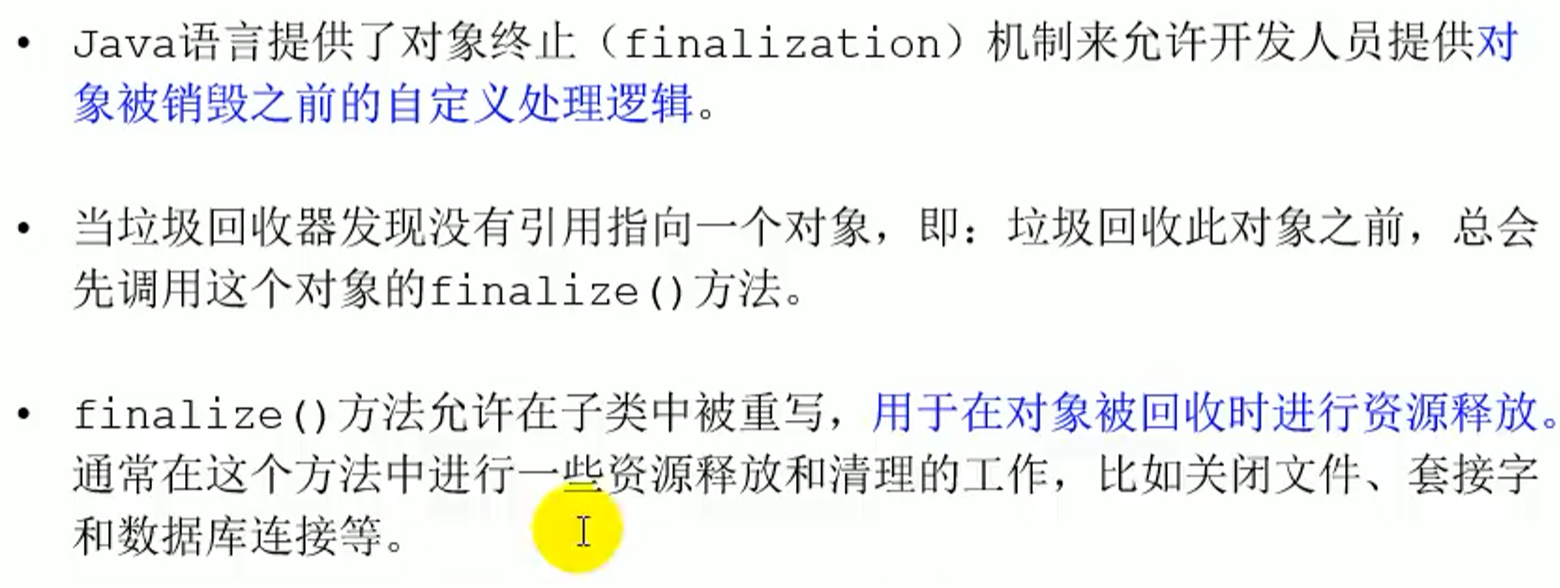 • Java语言提供了对象终止（finalization）机制来允许开发人员提供对
象被销毁之前的自定义处理逻辑。
• 当垃圾回收器发现没有引用指向一个对象，即：垃圾回收此对象之前，总会
先调用这个对象的finalize()方法。
• finalize()方法允许在子类中被重写，用于在对象被回收时进行资源释放。
通常在这个方法中进行一些资源释放和清理的工作，比如关闭文件、套接字
和数据库连接等。